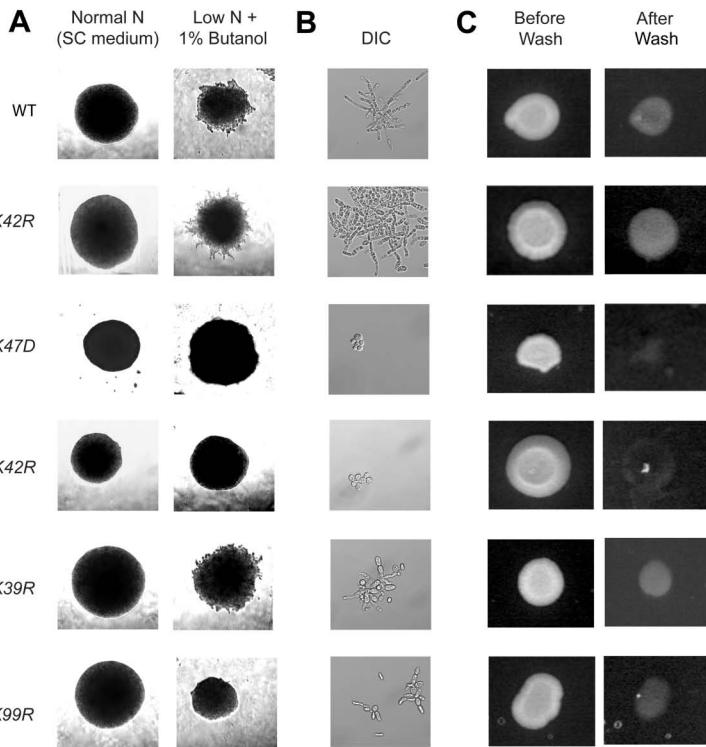 A
Normal N
(SC medium)
Low N +
1% Butanol
B
DIC
C
Before
Wash
After
Wash
WT
K42R
K47D
K42R
K39R
K99R